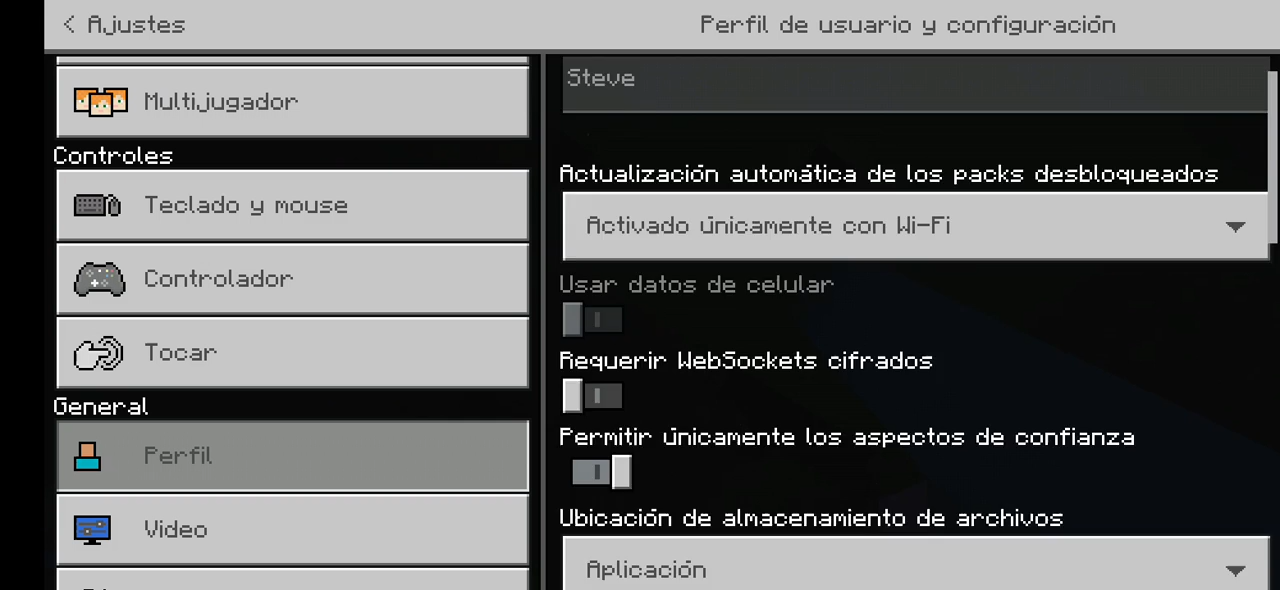 Ajustes
Perfil de usuario y configuración
Multijugador
Controles
Teclado y mouse
Controlador
Tocar
General
Perfil
Video
Steve
Actualización automática de los packs desbloqueados
Activado únicamente con Wi-Fi
Usar datos de celular
Requerir WebSockets cifrados
Permitir únicamente los aspectos de confianza
Ubicación de almacenamiento de archivos
Aplicación